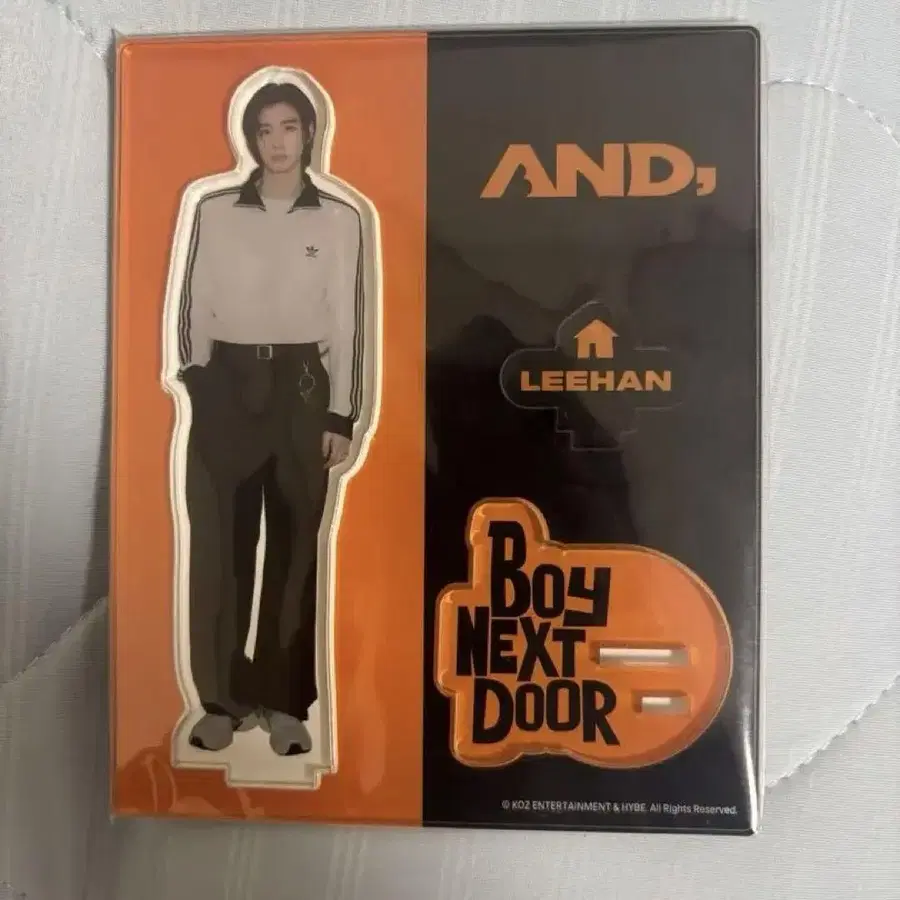 AND,
LEEHAN
BOY
NEXT
DOOR
© KOZ ENTERTAINMENT & HYBE. All Rights Reserved.